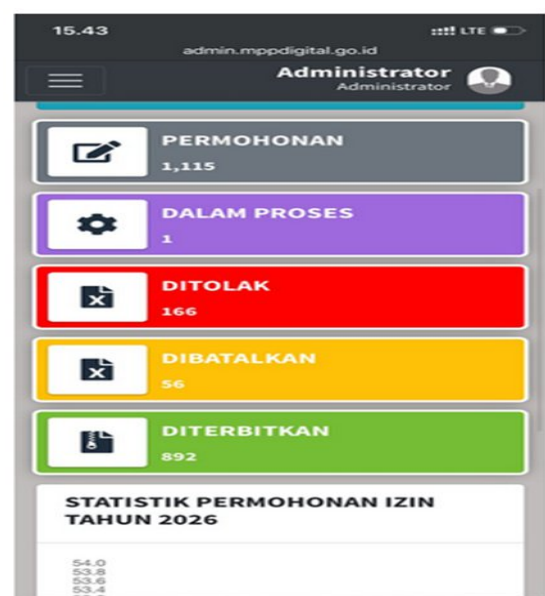 15.43
LTE
admin.mppdigital.go.id
Administrator
Administrator
PERMOHONAN
1,115
DALAM PROSES
1
DITOLAK
166
DIBATALKAN
56
DITERBITKAN
892
STATISTIK PERMOHONAN IZIN
TAHUN 2026
54.0
53.8
53.6
53.4